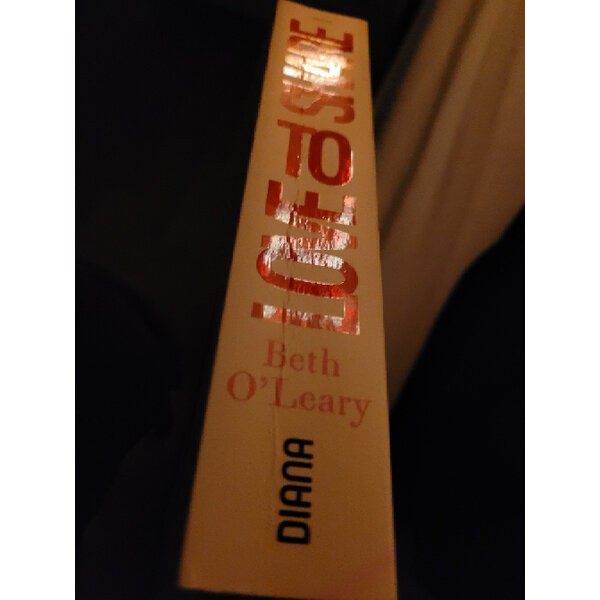 LOVE TO SHARE
Beth
O'Leary
DIANA